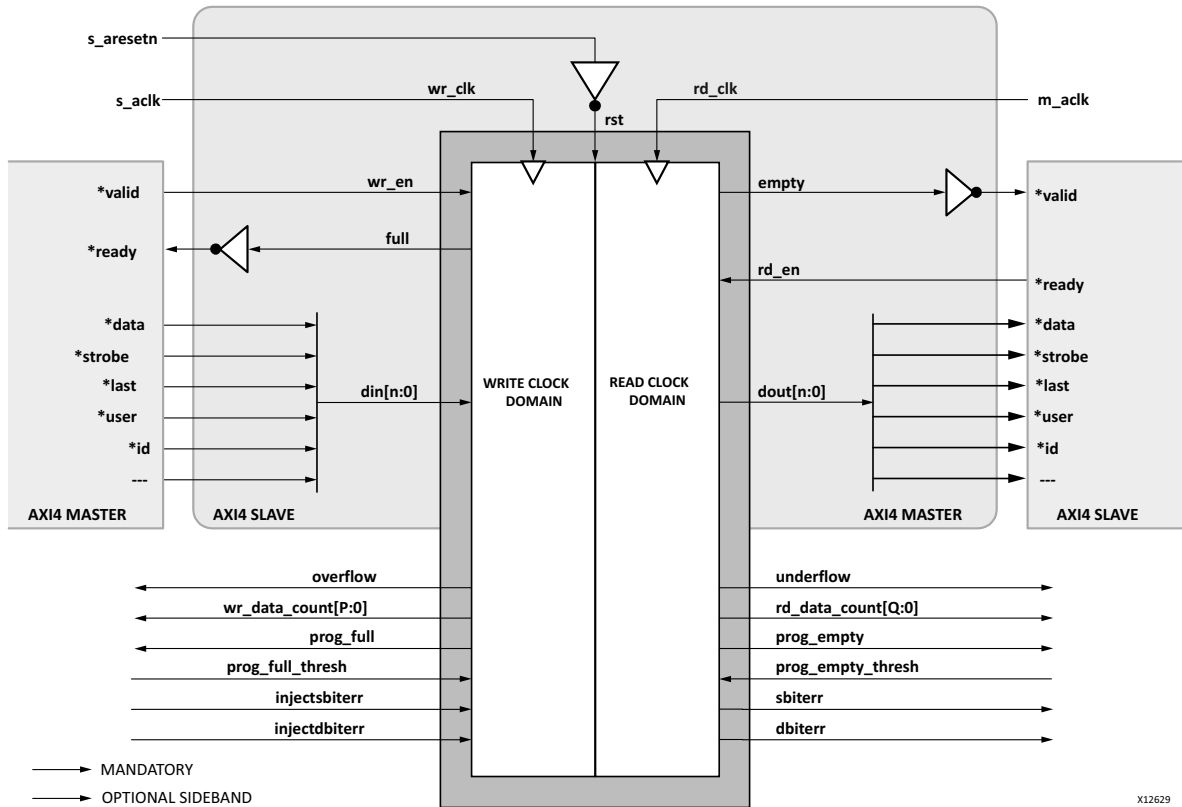 s_aresetn
s_aclk
wr_clk
rd_clk
m_aclk
rst
*valid
wr_en
empty
*valid
*ready
full
rd_en
*ready
*data
*strobe
*last
*user
*id
---
din[n:0]
WRITE CLOCK
DOMAIN
READ CLOCK
DOMAIN
dout[n:0]
*data
*strobe
*last
*user
*id
---
AXI4 MASTER
AXI4 SLAVE
AXI4 MASTER
AXI4 SLAVE
overflow
underflow
wr_data_count[P:0]
rd_data_count[Q:0]
prog_full
prog_empty
prog_full_thresh
prog_empty_thresh
injectsbiterr
sbiterr
injectdbiterr
dbiterr
MANDATORY
OPTIONAL SIDEBAND
X12629